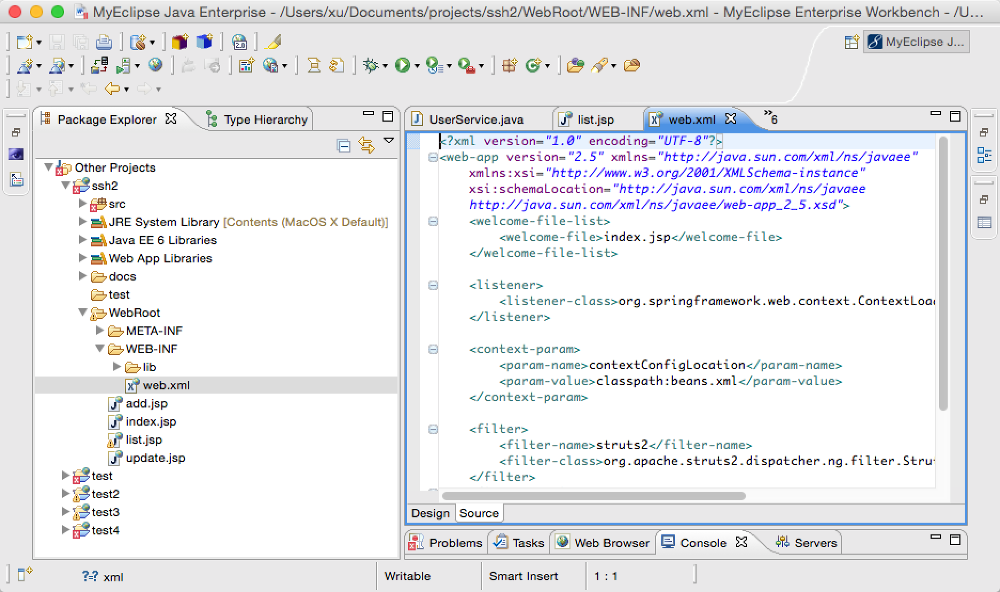 MyEclipse Java Enterprise - /Users/xu/Documents/projects/ssh2/WebRoot/WEB-INF/web.xml - MyEclipse Enterprise Workbench - /U...
2.0
MyEclipse J...
Package Explorer
Type Hierarchy
Other Projects
ssh2
src
JRE System Library [Contents (MacOS X Default)]
Java EE 6 Libraries
Web App Libraries
docs
test
WebRoot
META-INF
WEB-INF
lib
web.xml
add.jsp
index.jsp
list.jsp
update.jsp
test
test2
test3
test4
UserService.java
list.jsp
web.xml
»6
<?xml version="1.0" encoding="UTF-8"?>
<web-app version="2.5" xmlns="http://java.sun.com/xml/ns/javaee"
xmlns:xsi="http://www.w3.org/2001/XMLSchema-instance"
xsi:schemaLocation="http://java.sun.com/xml/ns/javaee
http://java.sun.com/xml/ns/javaee/web-app_2_5.xsd">
<welcome-file-list>
<welcome-file>index.jsp</welcome-file>
</welcome-file-list>
<listener>
<listener-class>org.springframework.web.context.ContextLoa
</listener>
<context-param>
<param-name>contextConfigLocation</param-name>
<param-value>classpath:beans.xml</param-value>
</context-param>
<filter>
<filter-name>struts2</filter-name>
<filter-class>org.apache.struts2.dispatcher.ng.filter.Stru
</filter>
Design
Source
Problems
Tasks
Web Browser
Console
Servers
?=? xml
Writable
Smart Insert
1 : 1